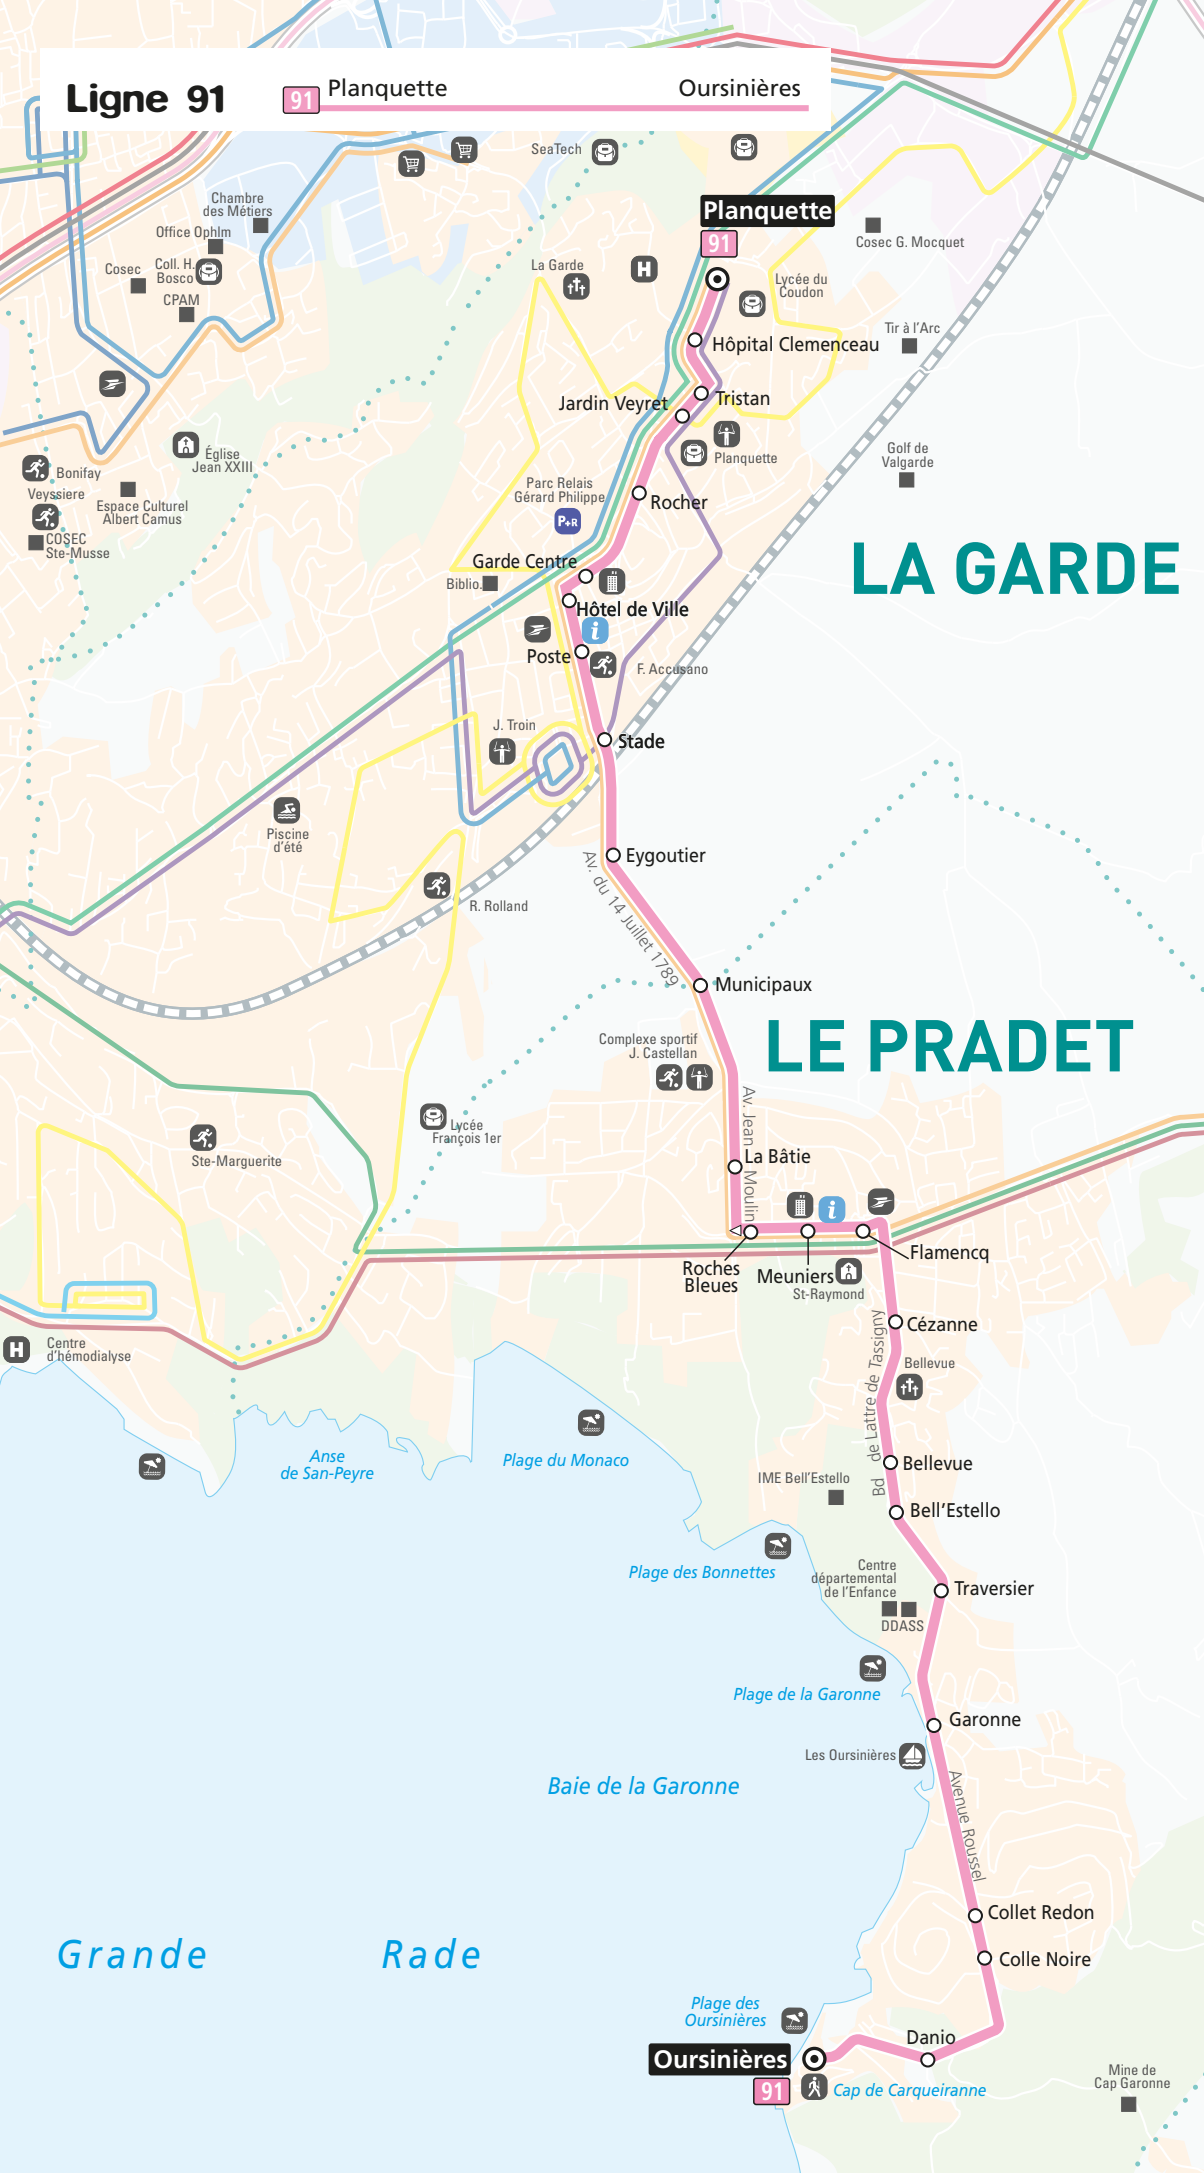 Ligne 91
91 Planquette Oursinières
SeaTech
Chambre
des Métiers
Office Ophlm
Cosec
Coll. H.
Bosco
CPAM
Planquette
91
Cosec G. Mocquet
La Garde
H
Lycée du
Coudon
Tir à l'Arc
Hôpital Clemenceau
Jardin Veyret
Tristan
Planquette
Golf de
Valgarde
Église
Jean XXIII
Bonifay
Veyssiere
Espace Culturel
Albert Camus
COSEC
Ste-Musse
Parc Relais
Gérard Philippe
P+R
Rocher
LA GARDE
Garde Centre
Biblio.
Hôtel de Ville
i
Poste
F. Accusano
J. Troin
Stade
Piscine
d'été
Eygoutier
Av. du 14 Juillet 1789
R. Rolland
Municipaux
LE PRADET
Complexe sportif
J. Castellan
Av. Jean Moulin
Lycée
François 1er
Ste-Marguerite
La Bâtie
i
Flamencq
Roches
Bleues
Meuniers
St-Raymond
Cézanne
H
Centre
d'hémodialyse
Bd de Lattre de Tassigny
Bellevue
Anse
de San-Peyre
Plage du Monaco
Bellevue
IME Bell'Estello
Bell'Estello
Plage des Bonnettes
Centre
départemental
de l'Enfance
Traversier
DDASS
Plage de la Garonne
Garonne
Les Oursinières
Baie de la Garonne
Avenue Roussel
Collet Redon
Grande Rade
Colle Noire
Plage des
Oursinières
Danio
Oursinières
91
Cap de Carqueiranne
Mine de
Cap Garonne